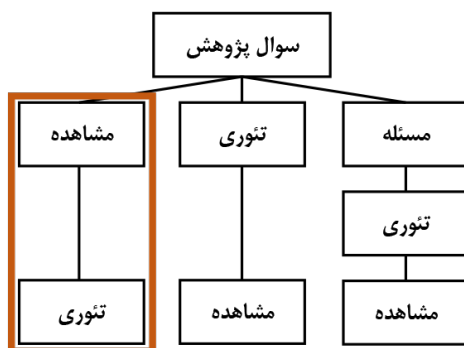 سوال پژوهش
مسئله
تئوری
مشاهده
تئوری
مشاهده
مشاهده
تئوری